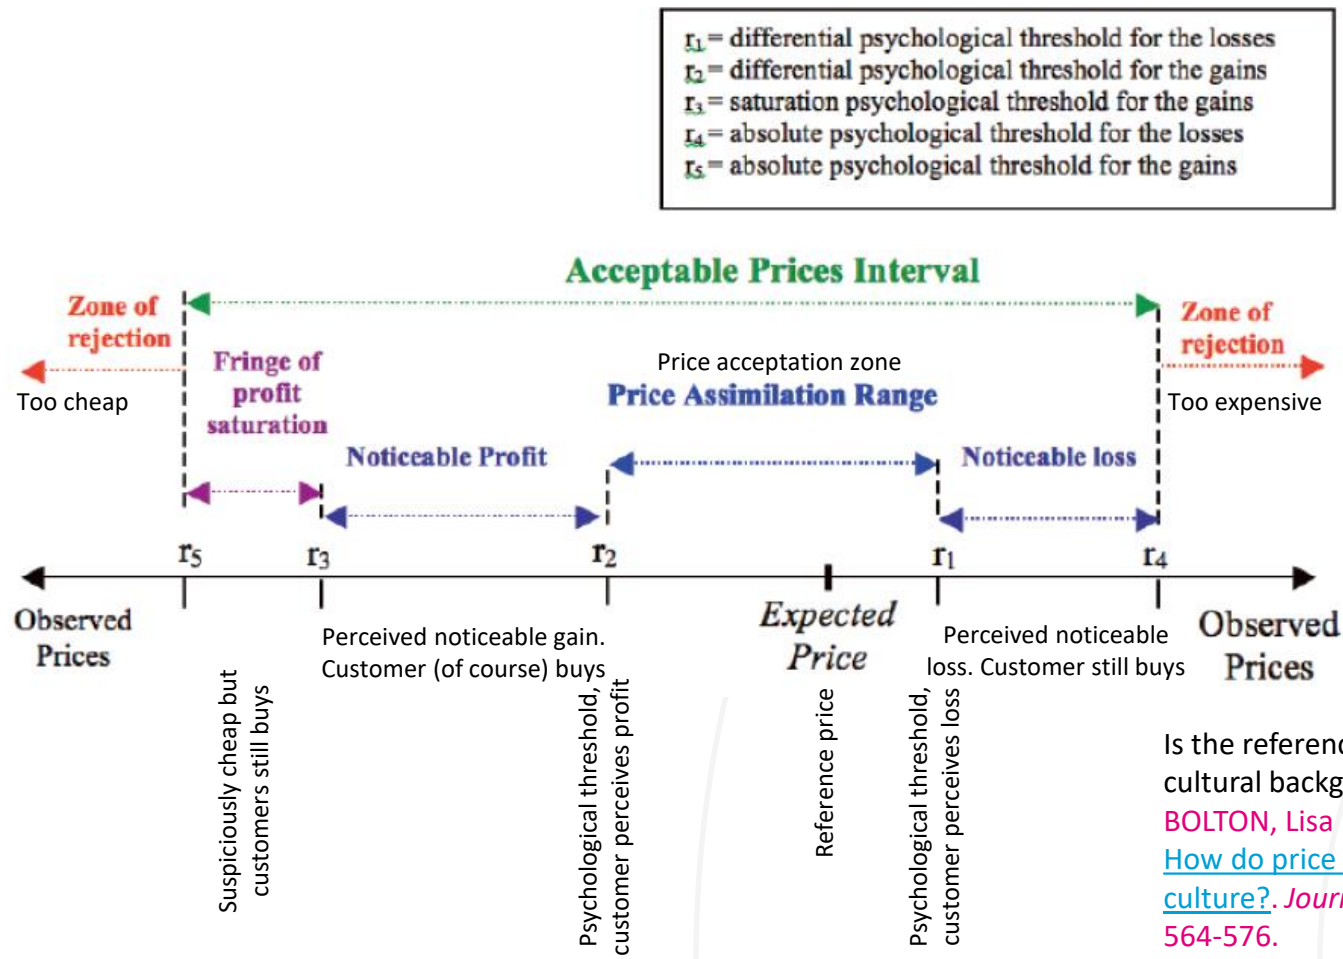 r1 = differential psychological threshold for the losses
r2 = differential psychological threshold for the gains
r3 = saturation psychological threshold for the gains
r4 = absolute psychological threshold for the losses
r5 = absolute psychological threshold for the gains
Acceptable Prices Interval
Zone of
rejection
Too cheap
Fringe of
profit
saturation
Noticeable Profit
Price acceptation zone
Price Assimilation Range
Noticeable loss
Zone of
rejection
Too expensive
r5
r3
r2
r1
r4
Observed
Prices
Perceived noticeable gain.
Customer (of course) buys
Expected
Price
Perceived noticeable
loss. Customer still buys
Observed
Prices
Suspiciously cheap but
customers still buys
Psychological threshold,
customer perceives profit
Reference price
Psychological threshold,
customer perceives loss
Is the referenc
cultural backg
BOLTON, Lisa
How do price
culture?. Journ
564-576.